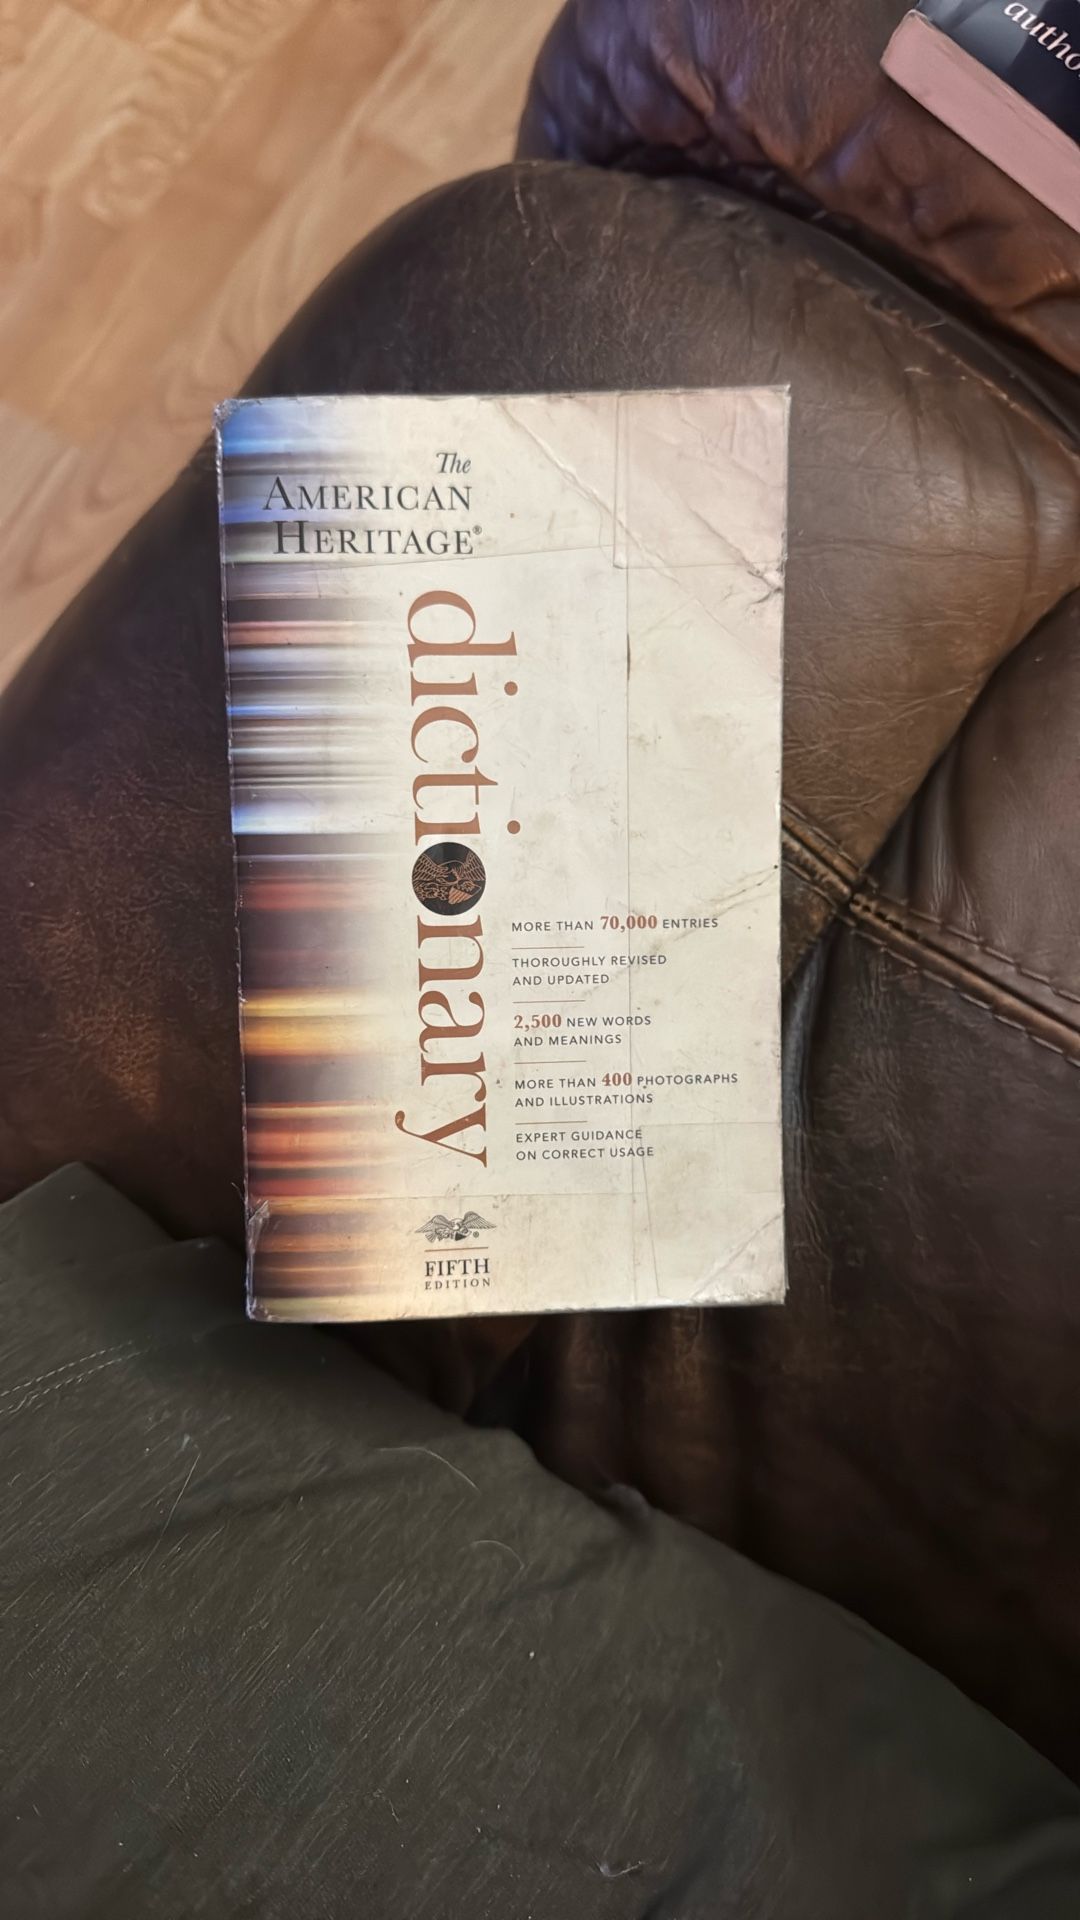 autho
The
AMERICAN
HERITAGE®
dictionary
MORE THAN 70,000 ENTRIES
THOROUGHLY REVISED
AND UPDATED
2,500 NEW WORDS
AND MEANINGS
MORE THAN 400 PHOTOGRAPHS
AND ILLUSTRATIONS
EXPERT GUIDANCE
ON CORRECT USAGE
FIFTH
EDITION